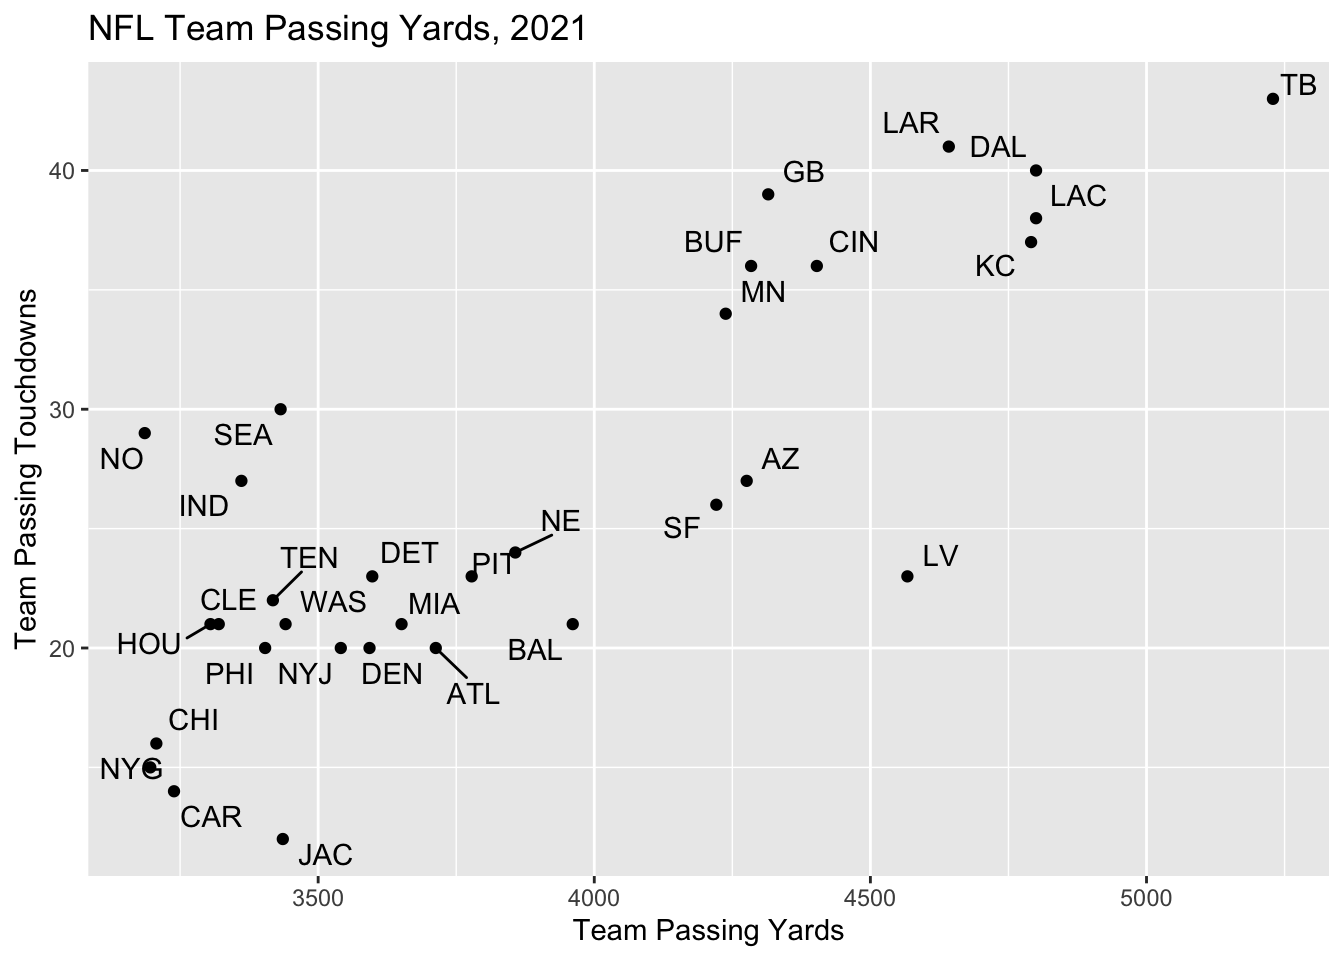 NFL Team Passing Yards, 2021
TB
LAR
DAL
40
GB
LAC
BUF
CIN
KC
MN
Team Passing Touchdowns
30
SEA
NO
AZ
IND
NE
SF
TEN
DET
PIT
LV
CLE
WAS
MIA
HOU
20
BAL
PHI
NYJ
DEN
ATL
CHI
NYG
CAR
JAC
3500
4000
4500
5000
Team Passing Yards